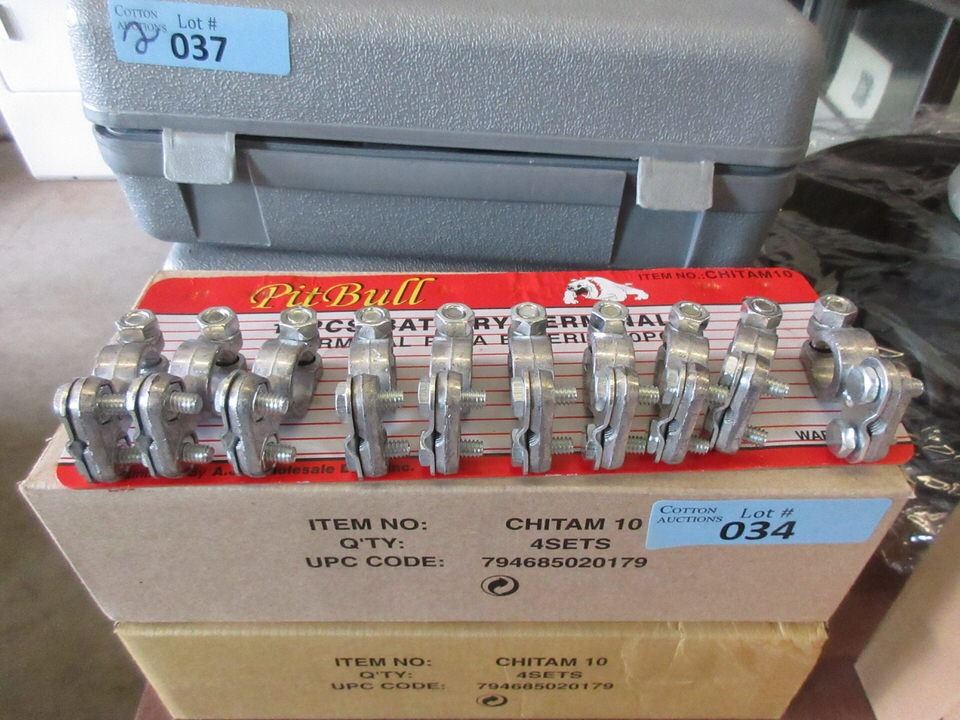 COTTON AUCTIONS Lot #
2 037
PitBull
ITEM NO.:CHITAM10
ITEM NO: CHITAM 10
Q'TY: 4SETS
UPC CODE: 794685020179
COTTON AUCTIONS Lot #
034
ITEM NO: CHITAM 10
Q'TY: 4SETS
UPC CODE: 794685020179